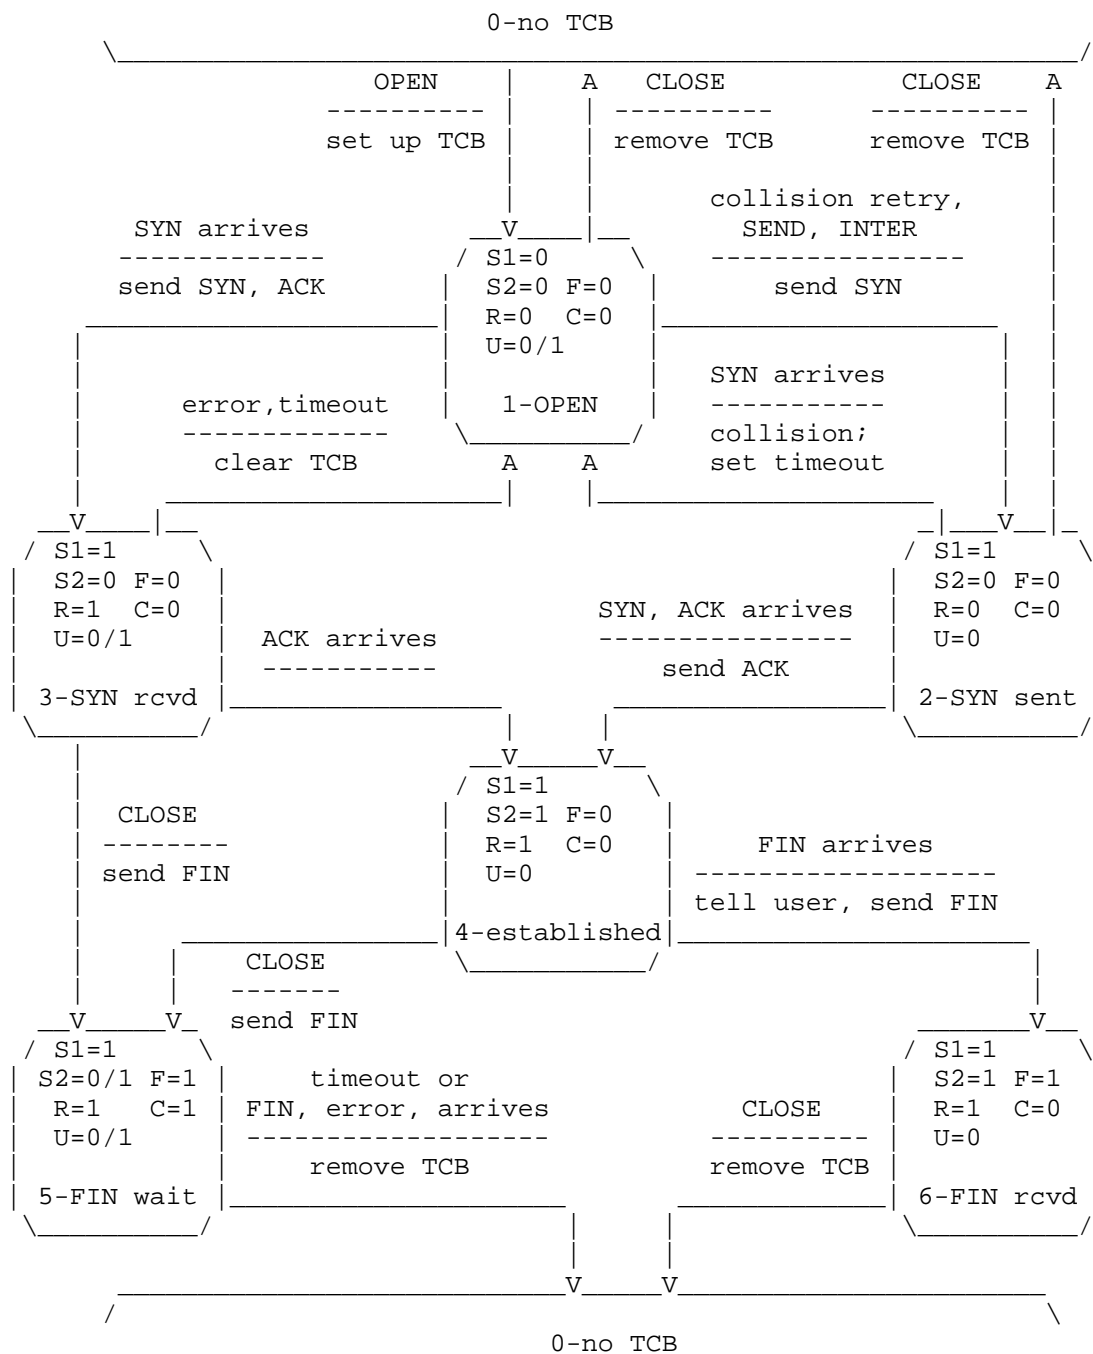 0-no TCB
OPEN A CLOSE CLOSE A
---------- ---------- ----------
set up TCB remove TCB remove TCB
collision retry,
SYN arrives V SEND, INTER
------------- S1=0 ----------------
send SYN, ACK S2=0 F=0 send SYN
R=0 C=0
U=0/1
SYN arrives
error,timeout 1-OPEN -----------
------------- collision;
clear TCB A A set timeout
V V
S1=1 S1=1
S2=0 F=0 S2=0 F=0
R=1 C=0 SYN, ACK arrives R=0 C=0
U=0/1 ACK arrives ---------------- U=0
----------- send ACK
3-SYN rcvd 2-SYN sent
V V
S1=1
CLOSE S2=1 F=0
-------- R=1 C=0 FIN arrives
send FIN U=0 -------------------
tell user, send FIN
4-established
CLOSE
-------
V V send FIN V
S1=1 S1=1
S2=0/1 F=1 timeout or S2=1 F=1
R=1 C=1 FIN, error, arrives CLOSE R=1 C=0
U=0/1 ------------------- ---------- U=0
remove TCB remove TCB
5-FIN wait 6-FIN rcvd
V V
0-no TCB